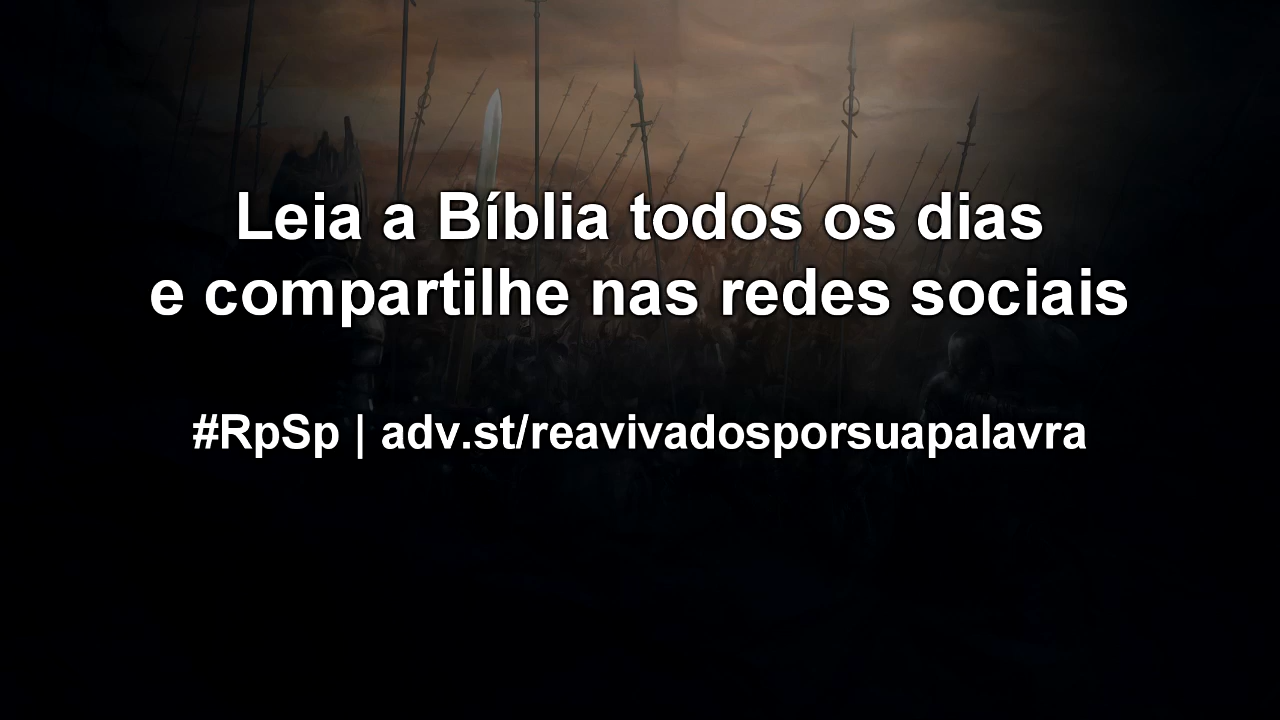 Leia a Bíblia todos os dias
e compartilhe nas redes sociais
#RpSp | adv.st/reavivadosporsuapalavra